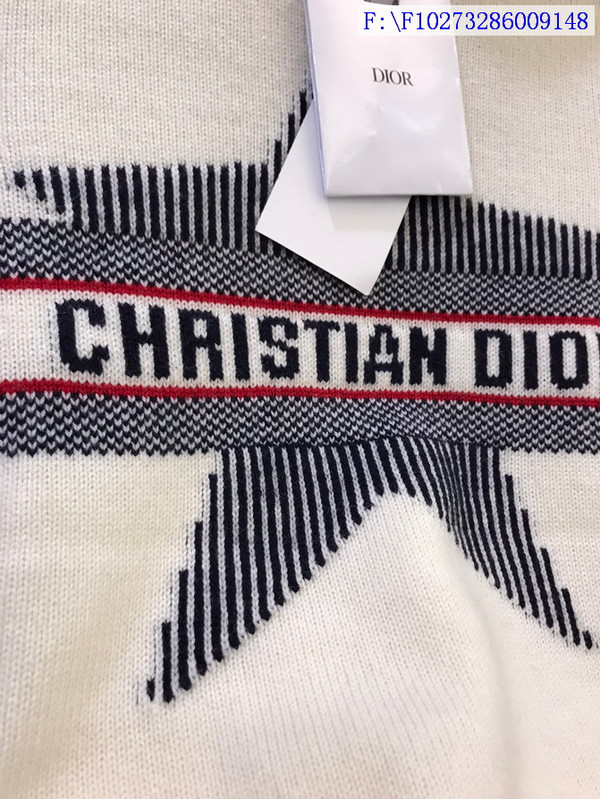 F:\F10273286009148
DIOR
CHRISTIAN DIO